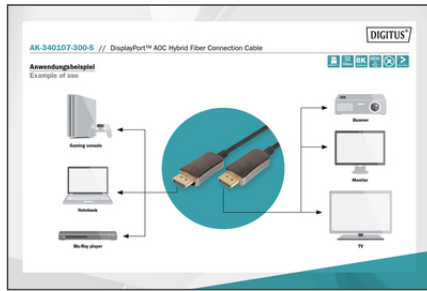 DIGITUS®
AK-340107-300-S // DisplayPort™ AOC Hybrid Fiber Connection Cable
Anwendungsbeispiel
Example of use
8K
Gaming console
Notebook
Blu-Ray player
Beamer
Monitor
TV